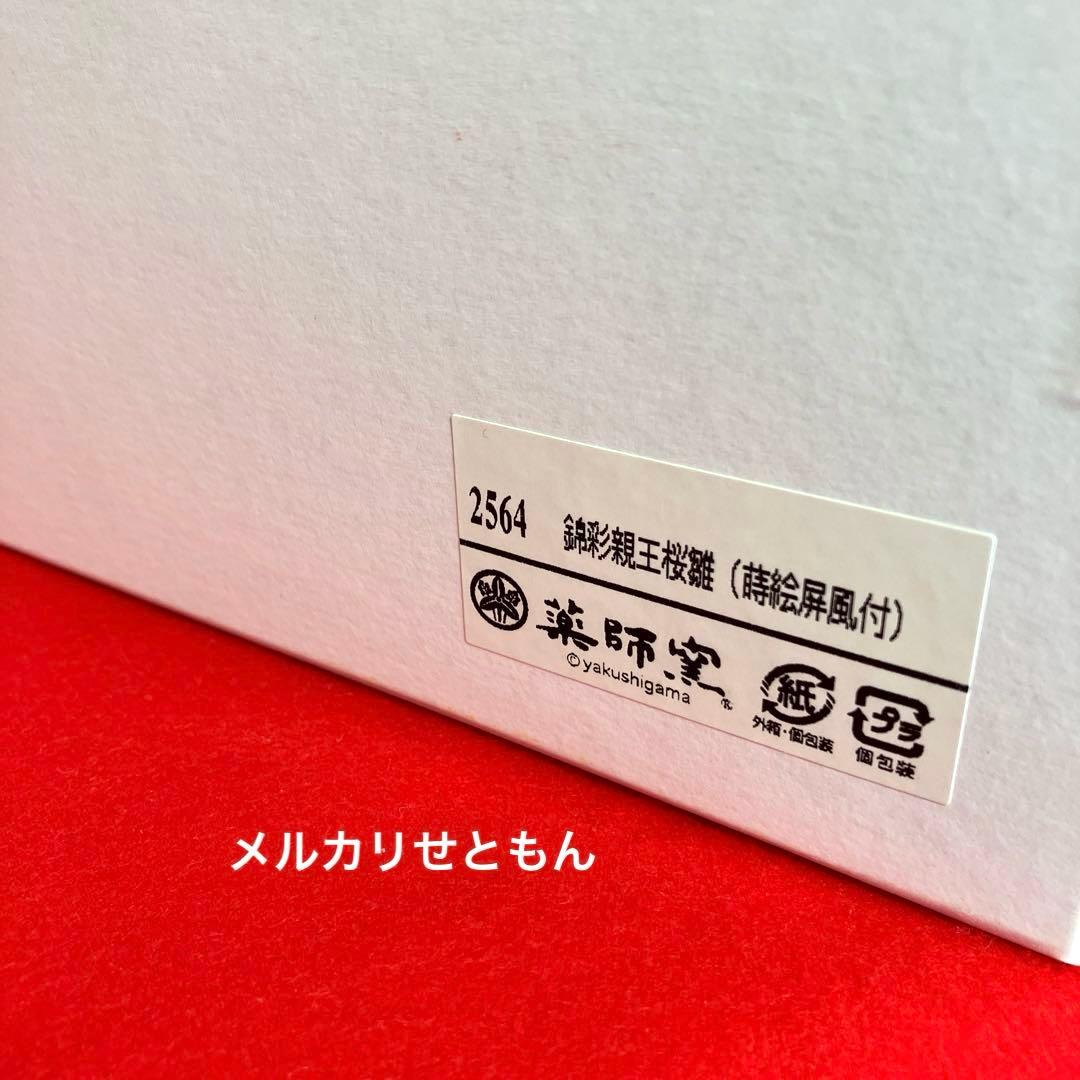 2564 錦彩親王桜雛（蒔絵屏風付）
薬師窯
©yakushigama
紙
外箱・個包装
プラ
個包装
メルカリせともん